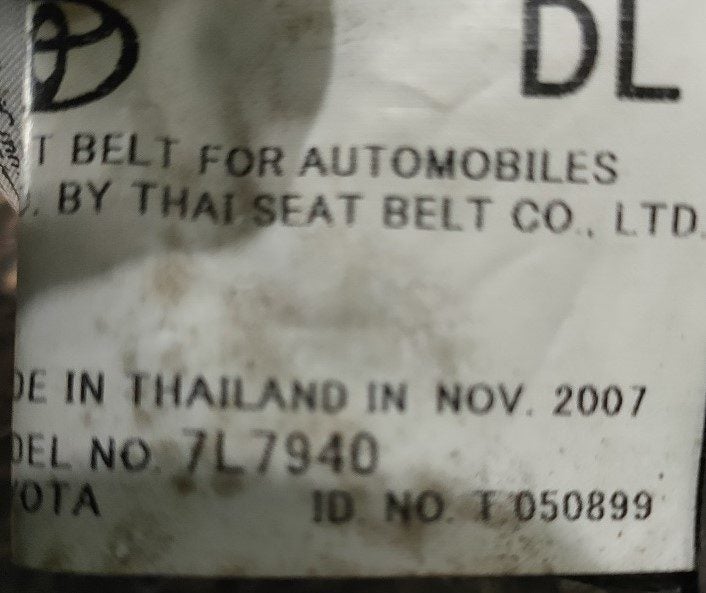 DL
T BELT FOR AUTOMOBILES
. BY THAI SEAT BELT CO., LTD.
DE IN THAILAND IN NOV. 2007
DEL NO. 7L7940
YOTA ID. NO. T 050899